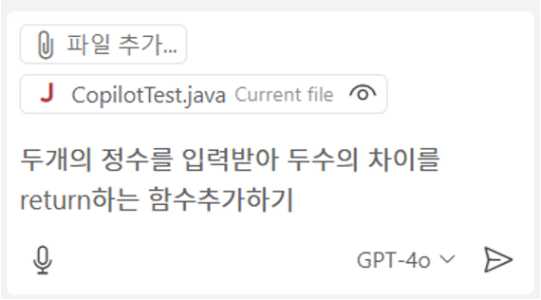 파일 추가...
J CopilotTest.java Current file
두개의 정수를 입력받아 두수의 차이를
return하는 함수추가하기
GPT-4o